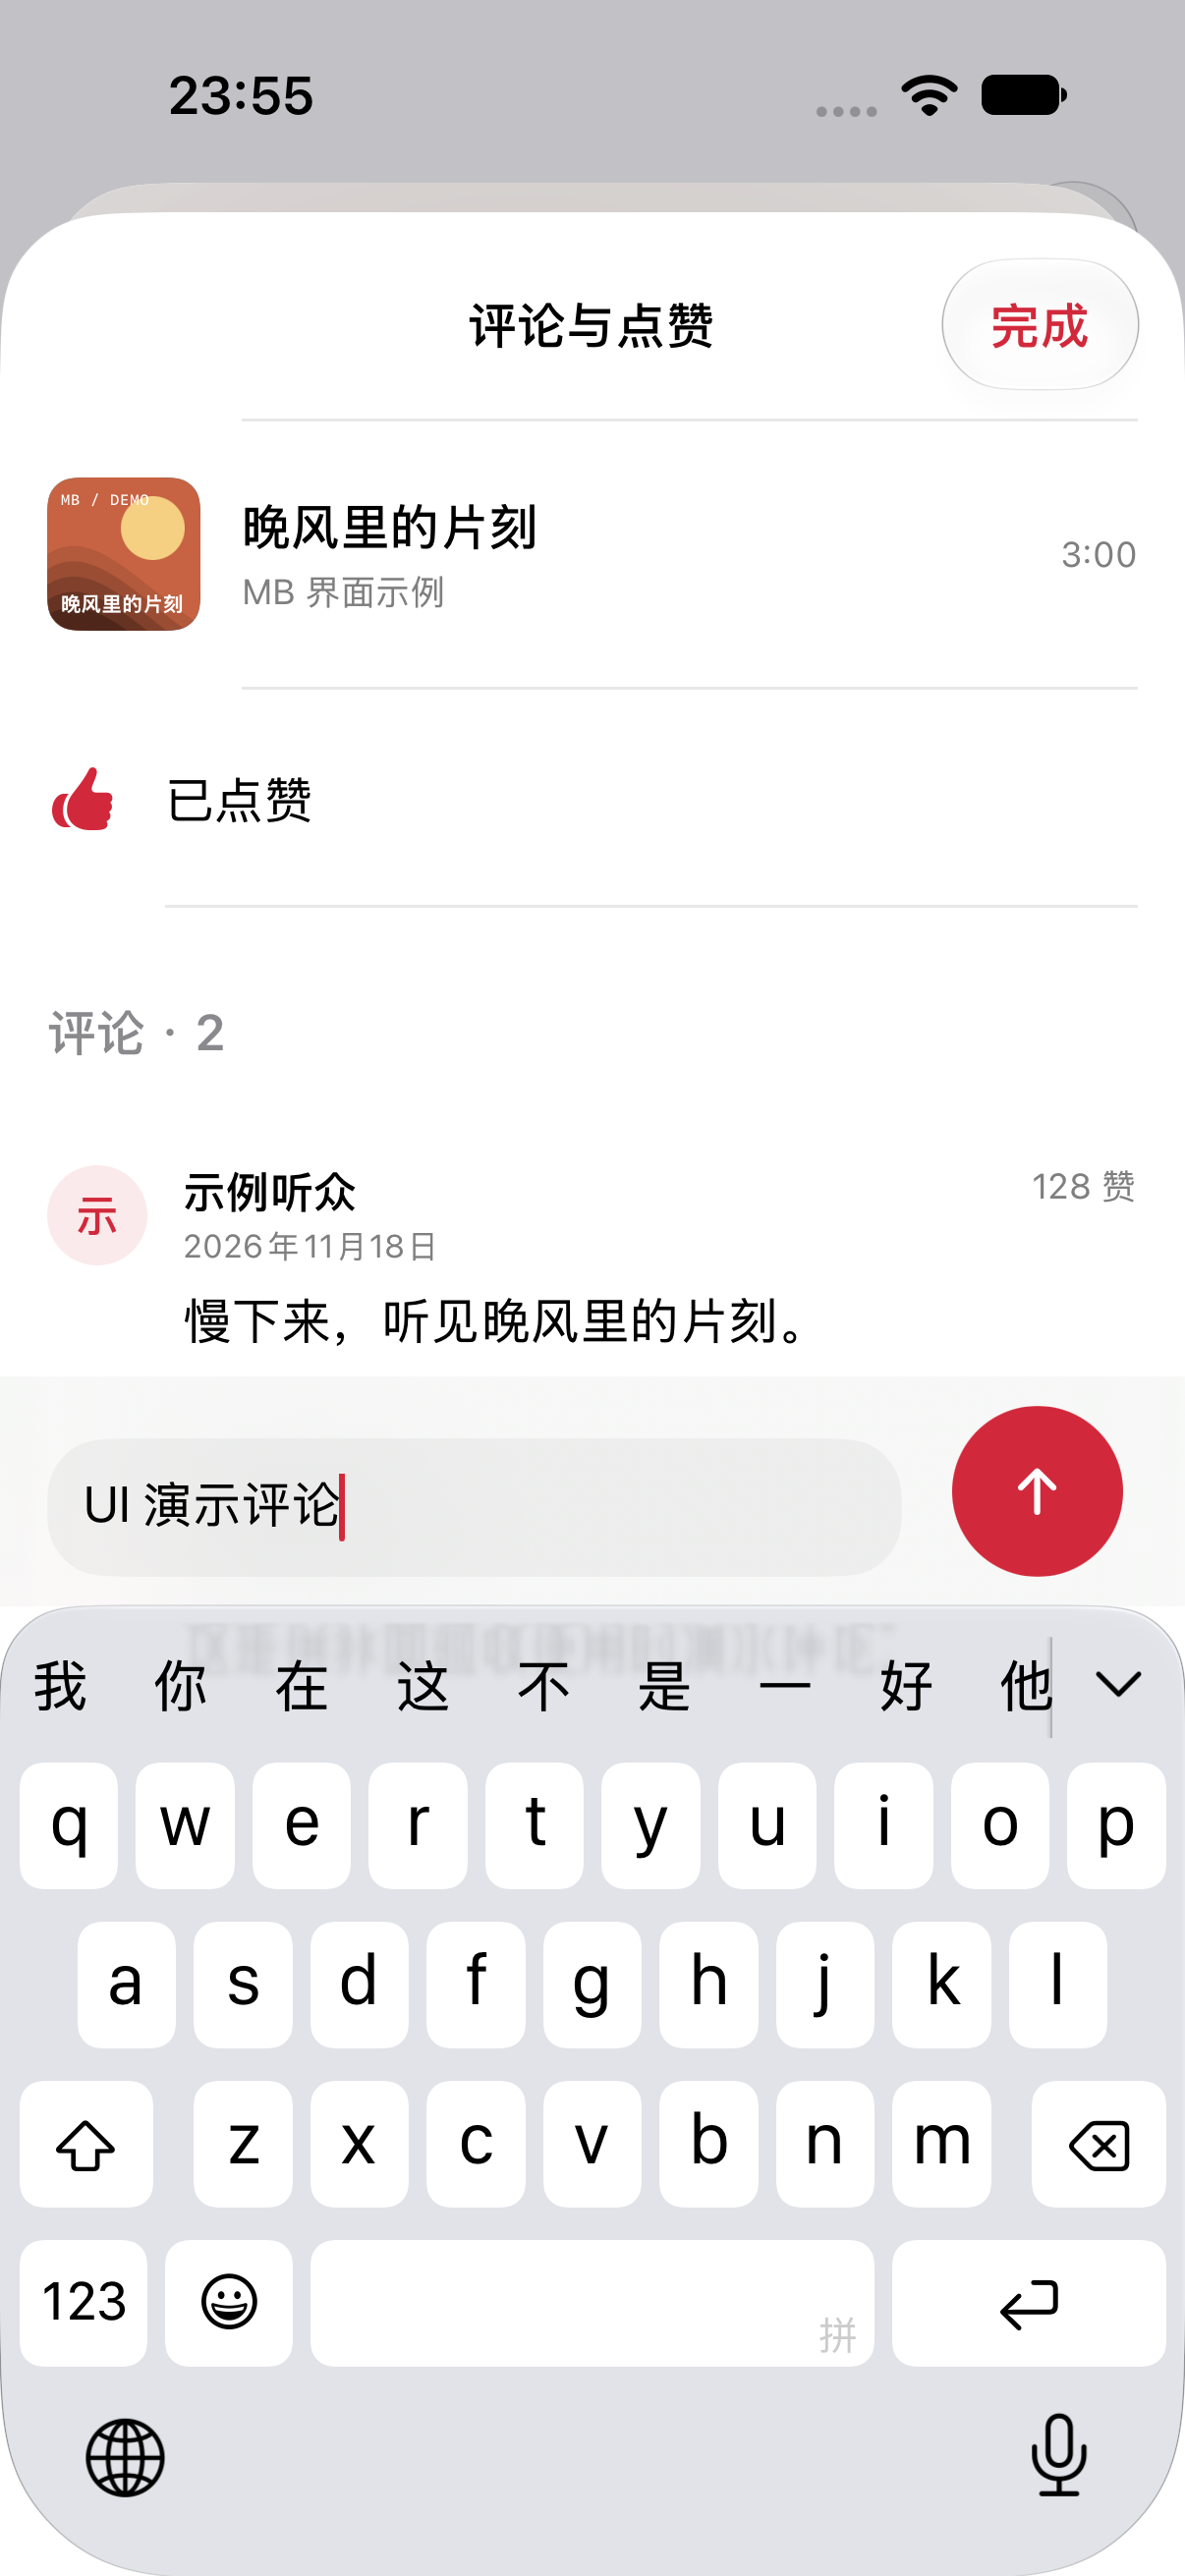 23:55
评论与点赞
完成
MB / DEMO
晚风里的片刻
晚风里的片刻
MB 界面示例
3:00
已点赞
评论 · 2
示
示例听众
128 赞
2026年11月18日
慢下来，听见晚风里的片刻。
UI 演示评论
我 你 在 这 不 是 一 好 他
q w e r t y u i o p
a s d f g h j k l
z x c v b n m
123
拼